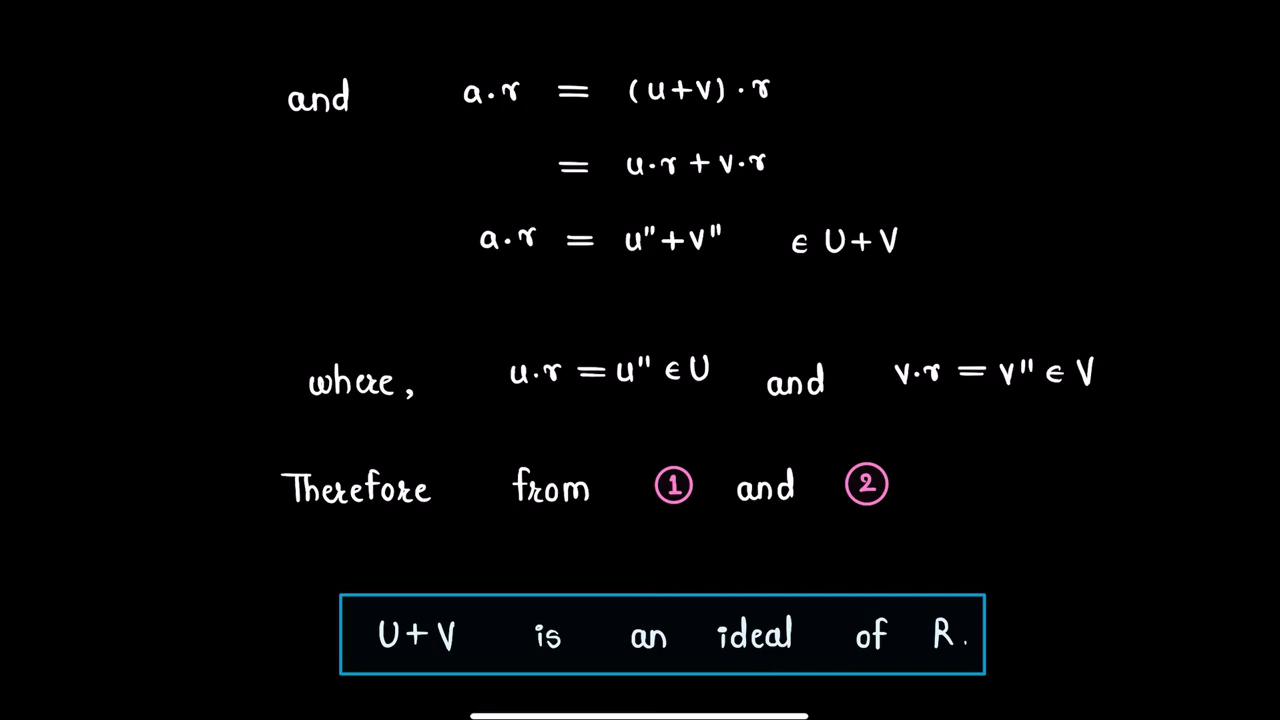 and a.r = (u+v).r
= u.r + v.r
a.r = u"+v" ∈ U+V
where, u.r = u" ∈ U and v.r = v" ∈ V
Therefore from ① and ②
U+V is an ideal of R.